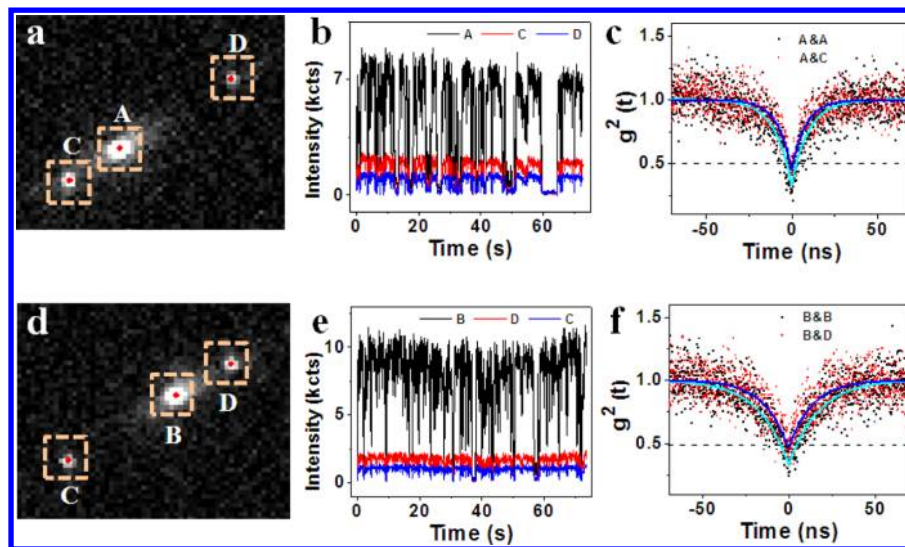 a
D
A
C
b
A C D
Intensity (kcts)
7
0
0 20 40 60
Time (s)
c
A&A
A&C
g² (t)
1.5
1.0
0.5
-50 0 50
Time (ns)
d
D
B
C
e
B D C
Intensity (kcts)
10
5
0
0 20 40 60
Time (s)
f
B&B
B&D
g² (t)
1.5
1.0
0.5
-50 0 50
Time (ns)